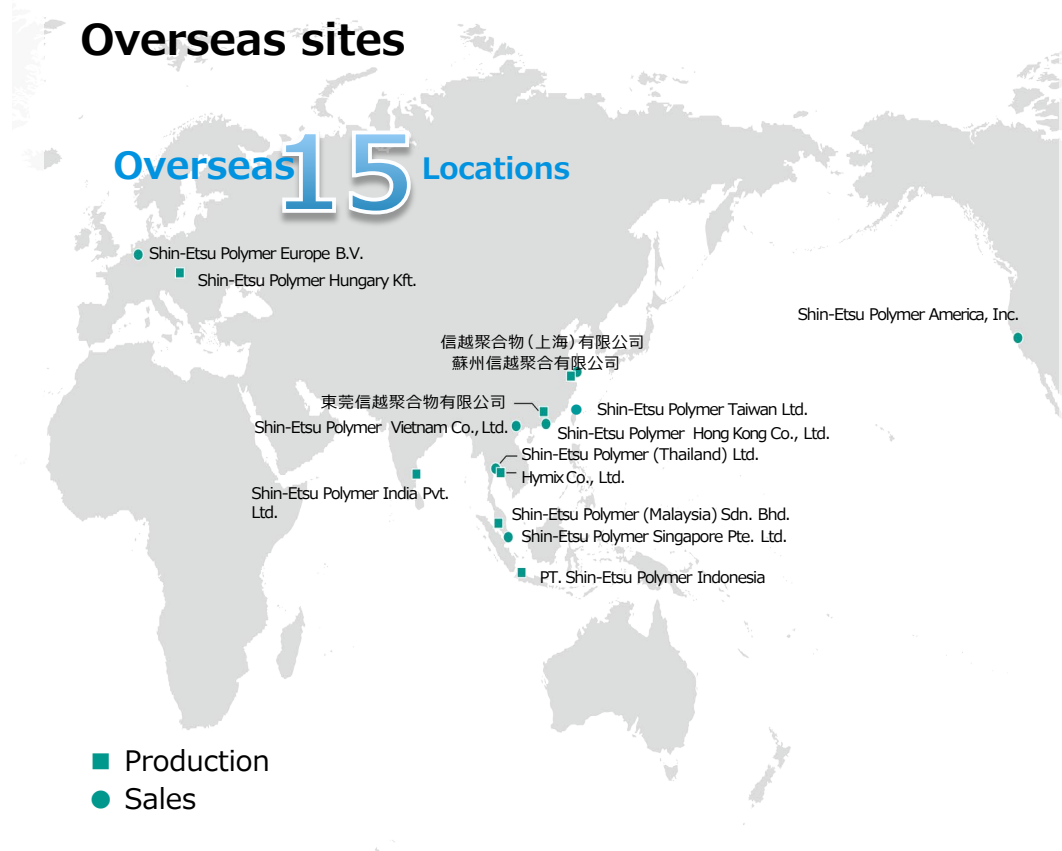 Overseas sites
Overseas 15 Locations
Shin-Etsu Polymer Europe B.V.
Shin-Etsu Polymer Hungary Kft.
Shin-Etsu Polymer America, Inc.
信越聚合物(上海)有限公司
蘇州信越聚合有限公司
東莞信越聚合物有限公司
Shin-Etsu Polymer Taiwan Ltd.
Shin-Etsu Polymer Vietnam Co., Ltd.
Shin-Etsu Polymer Hong Kong Co., Ltd.
Shin-Etsu Polymer (Thailand) Ltd.
Hymix Co., Ltd.
Shin-Etsu Polymer India Pvt.
Ltd.
Shin-Etsu Polymer (Malaysia) Sdn. Bhd.
Shin-Etsu Polymer Singapore Pte. Ltd.
PT. Shin-Etsu Polymer Indonesia
Production
Sales